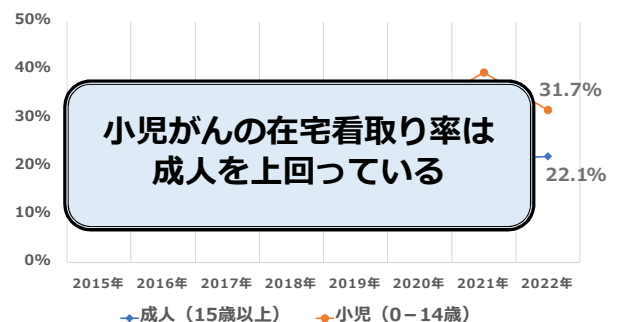 50%
40%
31.7%
30%
小児がんの在宅看取り率は
成人を上回っている
20%
22.1%
10%
0%
2015年 2016年 2017年 2018年 2019年 2020年 2021年 2022年
成人（15歳以上） 小児（0－14歳）